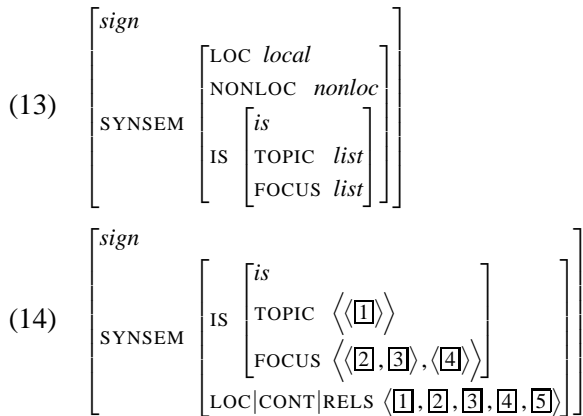 sign
LOC local
NONLOC nonloc
(13)
SYNSEM
is
IS
TOPIC list
FOCUS list
sign
is
(14)
IS
TOPIC ⟨⟨1⟩⟩
SYNSEM
FOCUS ⟨⟨2, 3⟩, ⟨4⟩⟩
LOC|CONT|RELS ⟨1, 2, 3, 4, 5⟩